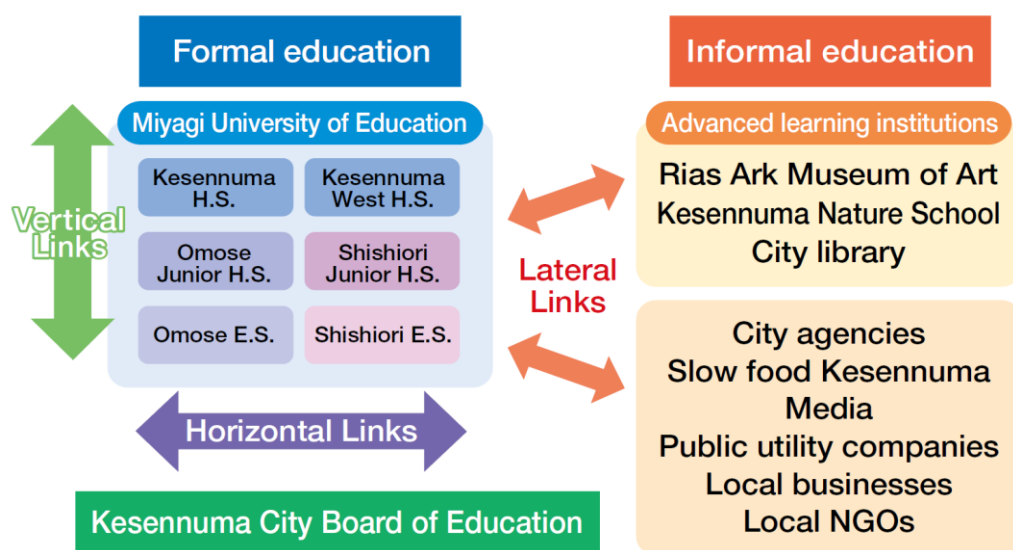 Formal education
Informal education
Miyagi University of Education
Kesennuma
H.S.
Kesennuma
West H.S.
Omose
Junior H.S.
Shishiori
Junior H.S.
Omose E.S.
Shishiori E.S.
Vertical
Links
Horizontal Links
Kesennuma City Board of Education
Lateral
Links
Advanced learning institutions
Rias Ark Museum of Art
Kesennuma Nature School
City library
City agencies
Slow food Kesennuma
Media
Public utility companies
Local businesses
Local NGOs